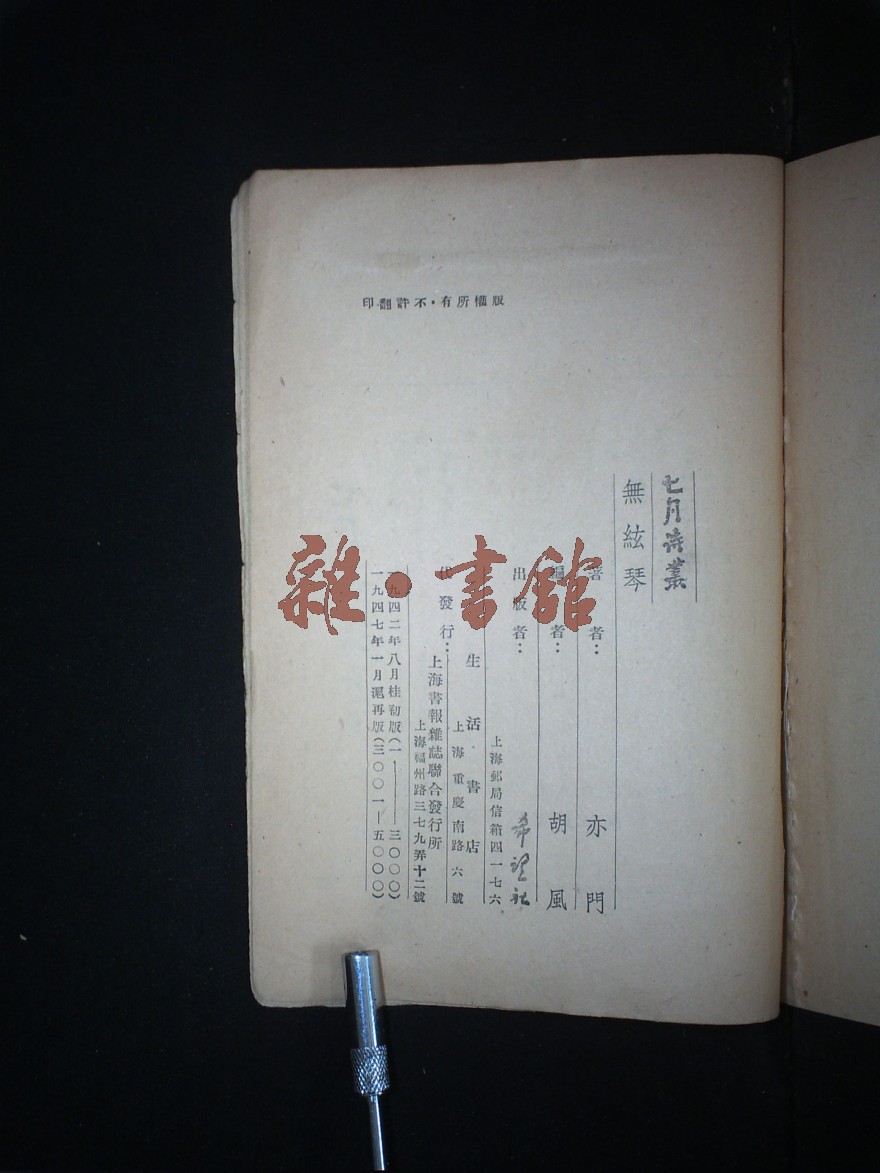 版權所有・不許翻印
七月詩叢
無絃琴
著者：亦門
編者：胡風
出版者：希望社
上海郵局信箱四一七六
生活書店
上海重慶南路六號
代發行：上海書報雜誌聯合發行所
上海福州路三七九弄十二號
一九四二年八月桂初版(一——三〇〇〇)
一九四七年一月滬再版(三〇〇一—五〇〇〇)
雜・書館